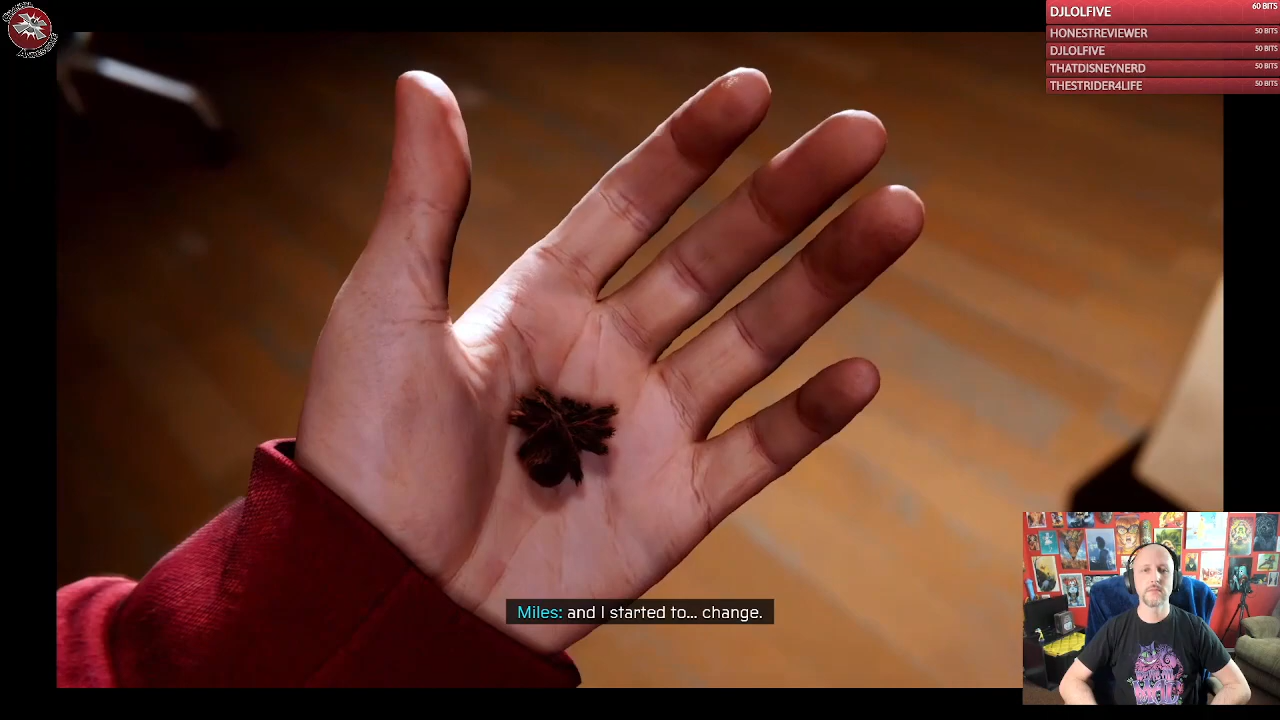 DJLOLFIVE 60 BITS
HONESTREVIEWER 50 BITS
DJLOLFIVE 50 BITS
THATDISNEYNERD 50 BITS
THESTRIDER4LIFE 50 BITS
Miles: and I started to... change.